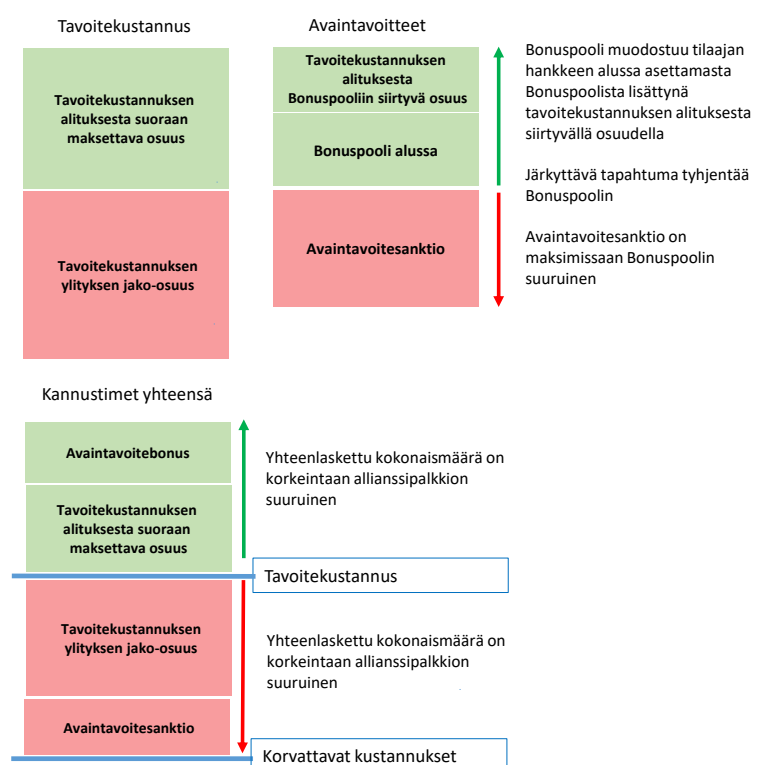 Tavoitekustannus
Tavoitekustannuksen
alituksesta suoraan
maksettava osuus
Tavoitekustannuksen
ylityksen jako-osuus
Avaintavoitteet
Tavoitekustannuksen
alituksesta
Bonuspooliin siirtyvä osuus
Bonuspooli alussa
Avaintavoitesanktio
Bonuspooli muodostuu tilaajan
hankkeen alussa asettamasta
Bonuspoolista lisättynä
tavoitekustannuksen alituksesta
siirtyvällä osuudella
Järkyttävä tapahtuma tyhjentää
Bonuspoolin
Avaintavoitesanktio on
maksimissaan Bonuspoolin
suuruinen
Kannustimet yhteensä
Avaintavoitebonus
Tavoitekustannuksen
alituksesta suoraan
maksettava osuus
Yhteenlaskettu kokonaismäärä on
korkeintaan allianssipalkkion
suuruinen
Tavoitekustannus
Tavoitekustannuksen
ylityksen jako-osuus
Yhteenlaskettu kokonaismäärä on
korkeintaan allianssipalkkion
suuruinen
Avaintavoitesanktio
Korvattavat kustannukset